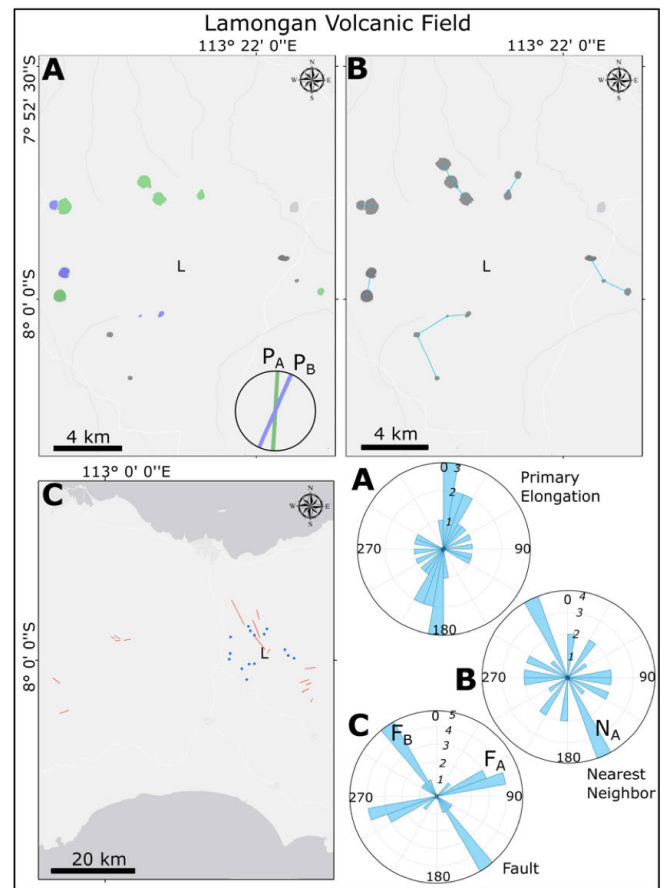 Lamongan Volcanic Field
113° 22' 0''E
113° 22' 0''E
7° 52' 30''S
8° 0' 0''S
A
N
W E
S
L
P_A P_B
4 km
B
N
W E
S
L
4 km
113° 0' 0''E
8° 0' 0''S
C
N
W E
S
L
20 km
A
0 3
2
1
270
90
180
Primary
Elongation
B
0 4
3
2
1
270
90
180
N_A
Nearest
Neighbor
C
0 5
4
3
2
1
270
90
180
F_B
F_A
Fault